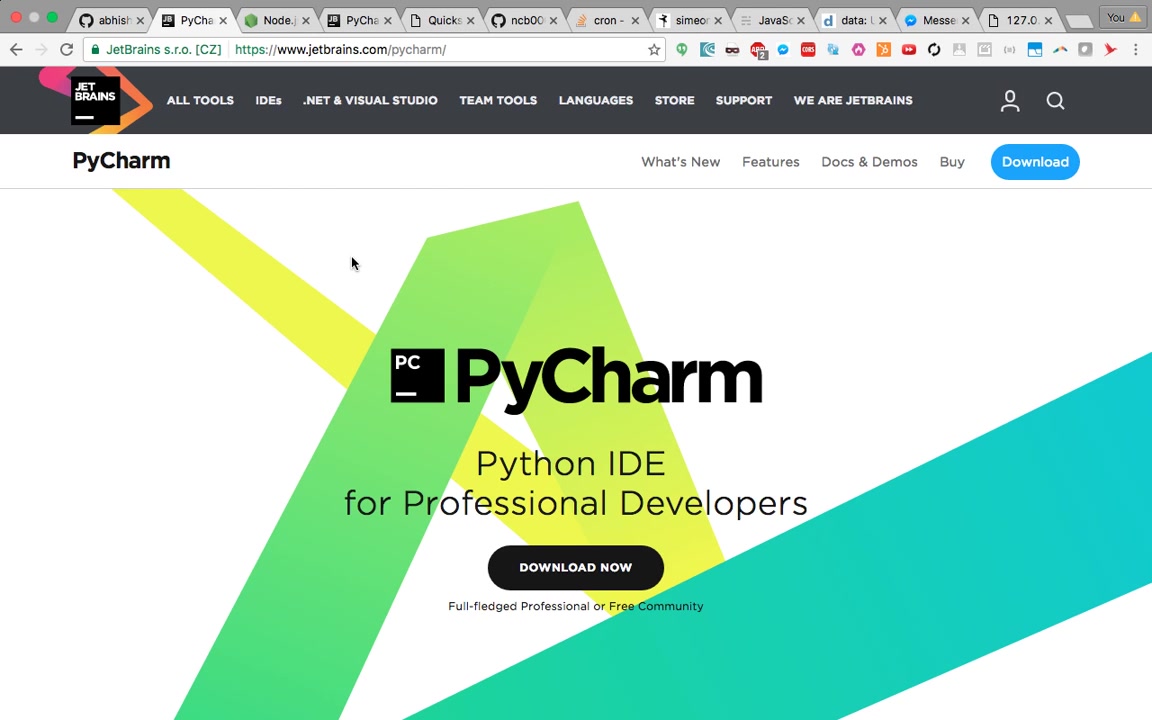 abhish
PyCha
Node.j
PyCha
Quicks
ncb00
cron -
simeor
JavaSc
data: U
Messe
127.0.
You
JetBrains s.r.o. [CZ]
https://www.jetbrains.com/pycharm/
JET
BRAINS
ALL TOOLS
IDEs
.NET & VISUAL STUDIO
TEAM TOOLS
LANGUAGES
STORE
SUPPORT
WE ARE JETBRAINS
PyCharm
What's New
Features
Docs & Demos
Buy
Download
PC
PyCharm
Python IDE
for Professional Developers
DOWNLOAD NOW
Full-fledged Professional or Free Community